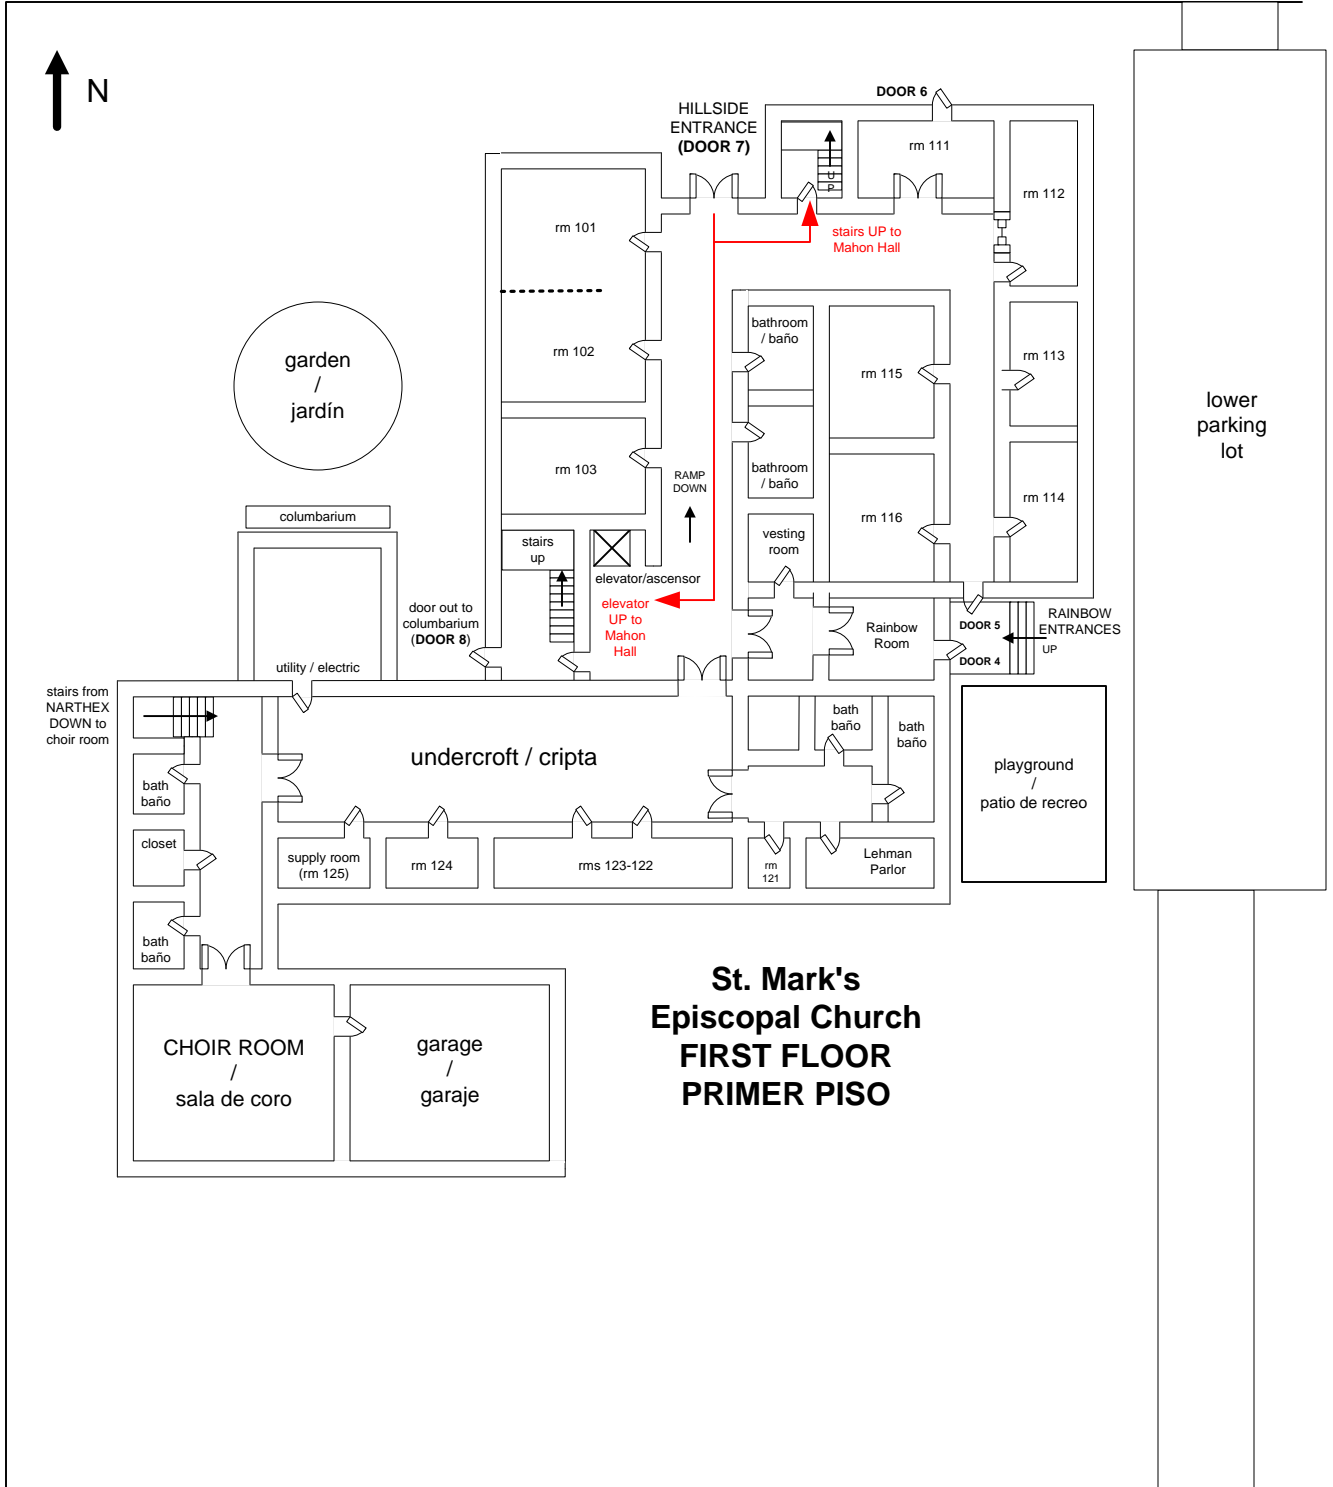 N
DOOR 6
HILLSIDE
ENTRANCE
(DOOR 7)
UP
rm 111
rm 112
rm 101
stairs UP to
Mahon Hall
bathroom
/ baño
rm 102
rm 115
rm 113
garden
/
jardín
lower
parking
lot
rm 103
RAMP
DOWN
bathroom
/ baño
rm 116
rm 114
columbarium
stairs
up
vesting
room
elevator/ascensor
elevator
UP to
Mahon
Hall
door out to
columbarium
(DOOR 8)
Rainbow
Room
DOOR 5
DOOR 4
RAINBOW
ENTRANCES
UP
utility / electric
stairs from
NARTHEX
DOWN to
choir room
undercroft / cripta
bath
baño
bath
baño
playground
/
patio de recreo
bath
baño
closet
supply room
(rm 125)
rm 124
rms 123-122
rm
121
Lehman
Parlor
bath
baño
St. Mark's
Episcopal Church
FIRST FLOOR
PRIMER PISO
CHOIR ROOM
/
sala de coro
garage
/
garaje